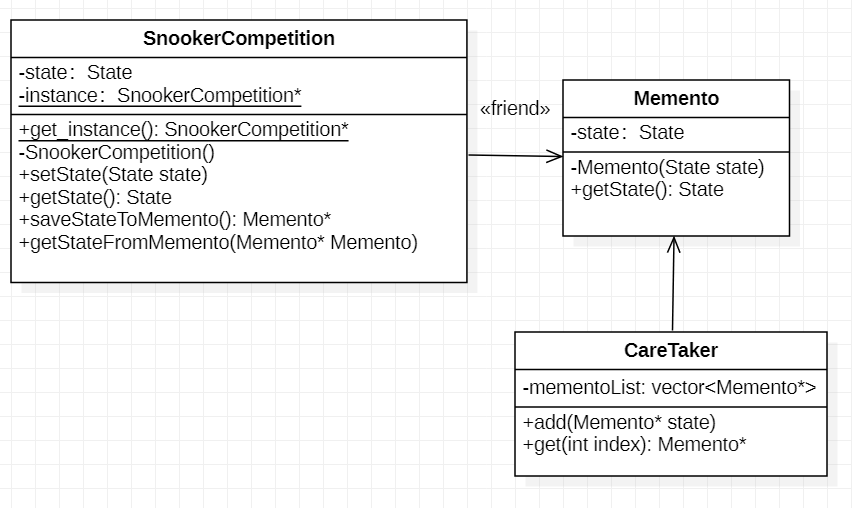 SnookerCompetition
-state：State
-instance：SnookerCompetition*
+get_instance(): SnookerCompetition*
-SnookerCompetition()
+setState(State state)
+getState(): State
+saveStateToMemento(): Memento*
+getStateFromMemento(Memento* Memento)
«friend»
Memento
-state：State
-Memento(State state)
+getState(): State
CareTaker
-mementoList: vector<Memento*>
+add(Memento* state)
+get(int index): Memento*